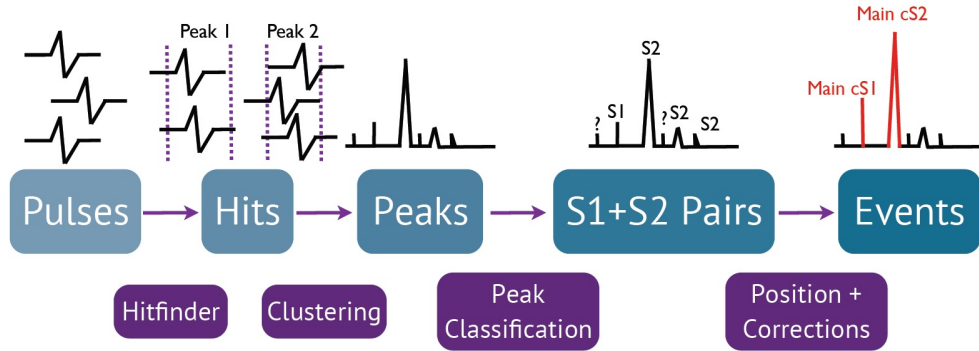 Peak 1
Peak 2
?
S1
S2
?
S2
S2
Main cS1
Main cS2
Pulses
Hits
Peaks
S1+S2 Pairs
Events
Hitfinder
Clustering
Peak
Classification
Position +
Corrections